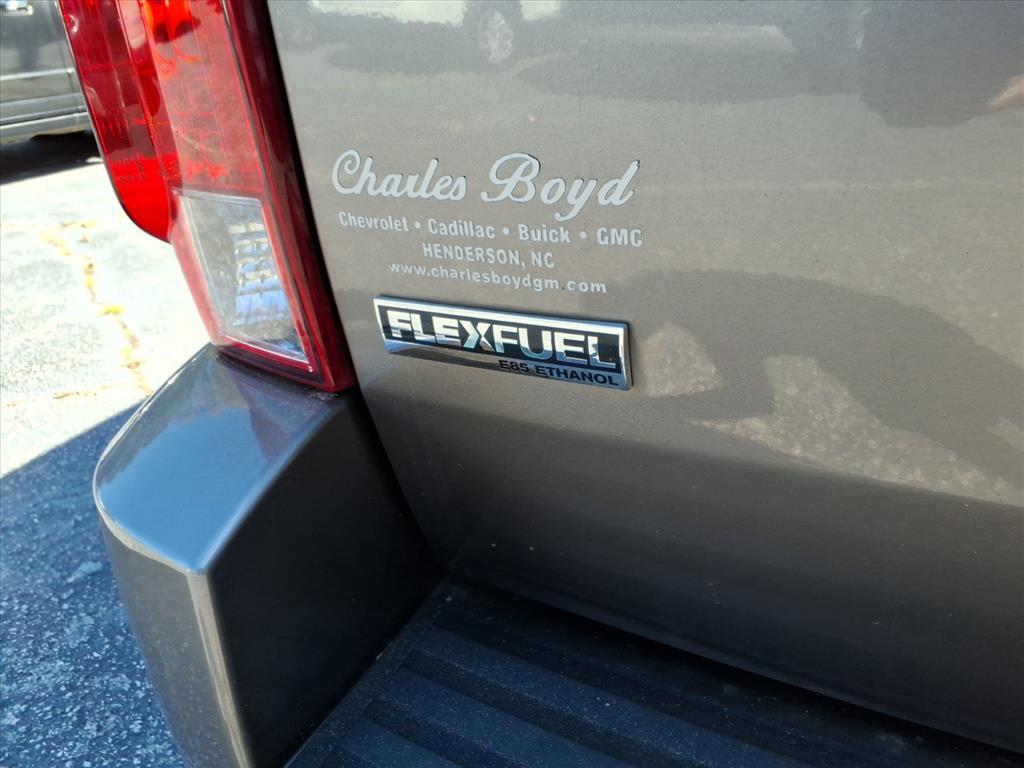 Charles Boyd
Chevrolet • Cadillac • Buick • GMC
HENDERSON, NC
www.charlesboydgm.com
FLEXFUEL
E85 ETHANOL